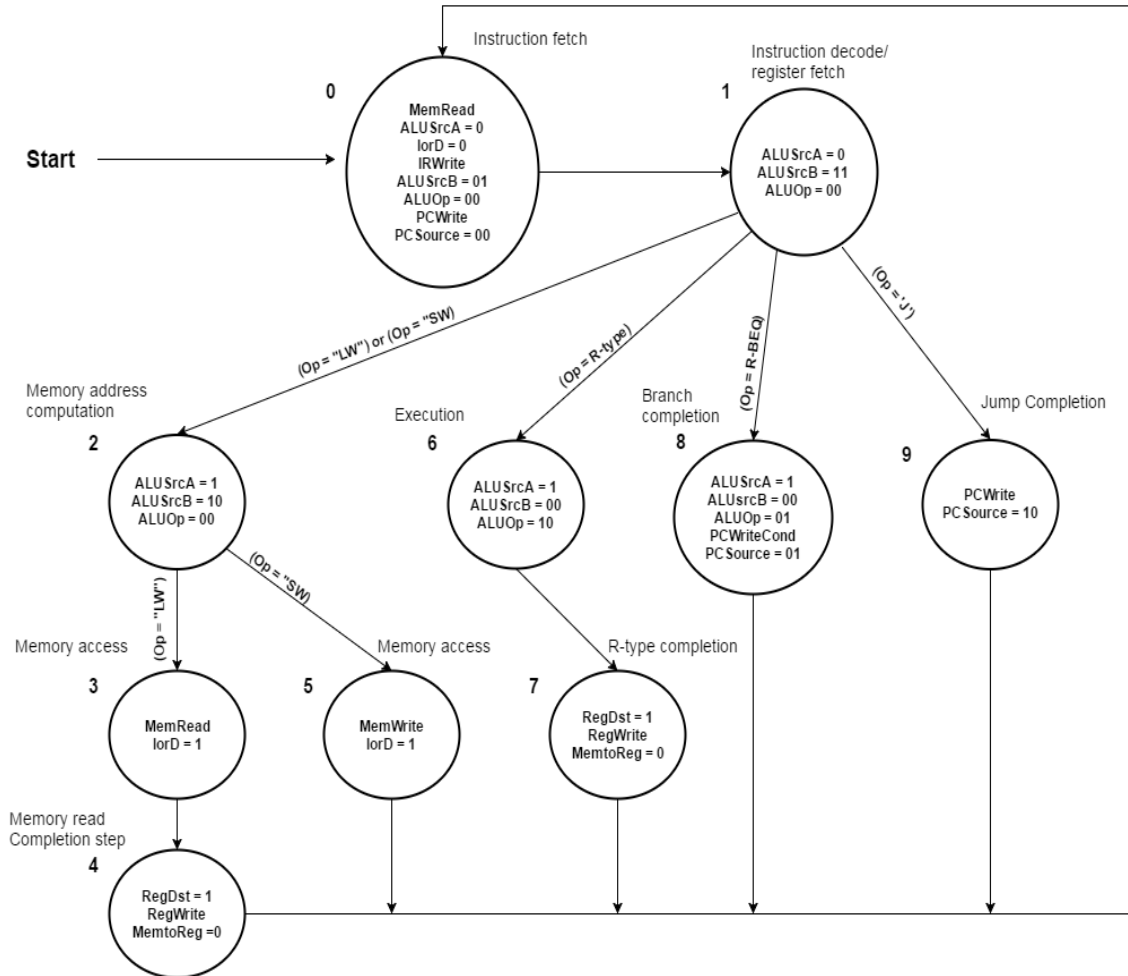 Instruction fetch
0
MemRead
ALUSrcA = 0
IorD = 0
IRWrite
ALUSrcB = 01
ALUOp = 00
PCWrite
PCSource = 00
Start
Instruction decode/
register fetch
1
ALUSrcA = 0
ALUSrcB = 11
ALUOp = 00
(Op = "LW") or (Op = "SW)
(Op = R-type)
(Op = R-BEQ)
(Op = 'J')
Memory address
computation
2
ALUSrcA = 1
ALUSrcB = 10
ALUOp = 00
Execution
6
ALUSrcA = 1
ALUSrcB = 00
ALUOp = 10
Branch
completion
8
ALUSrcA = 1
ALUsrcB = 00
ALUOp = 01
PCWriteCond
PCSource = 01
Jump Completion
9
PCWrite
PCSource = 10
(Op = "LW")
(Op = "SW)
Memory access
3
MemRead
IorD = 1
Memory access
5
MemWrite
IorD = 1
R-type completion
7
RegDst = 1
RegWrite
MemtoReg = 0
Memory read
Completion step
4
RegDst = 1
RegWrite
MemtoReg =0